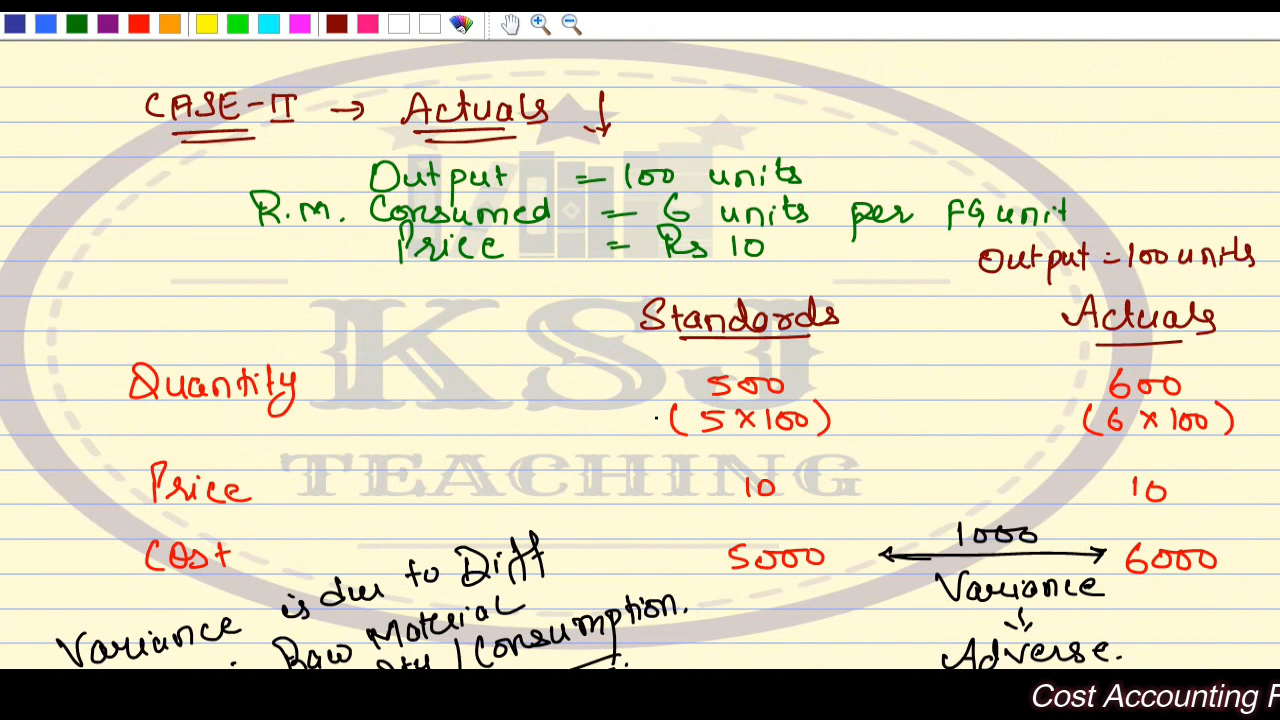 CASE-II → Actuals ↓
Output = 100 units
R.M. Consumed = 6 units per FG unit
Price = Rs 10
Output = 100 units
Standards Actuals
Quantity 500 600
(5 × 100) (6 × 100)
Price 10 10
Cost 5000 1000 6000
Variance
Adverse.
Variance is due to Diff
Raw Material
Qty / Consumption.
KSJ
TEACHING
Cost Accounting F